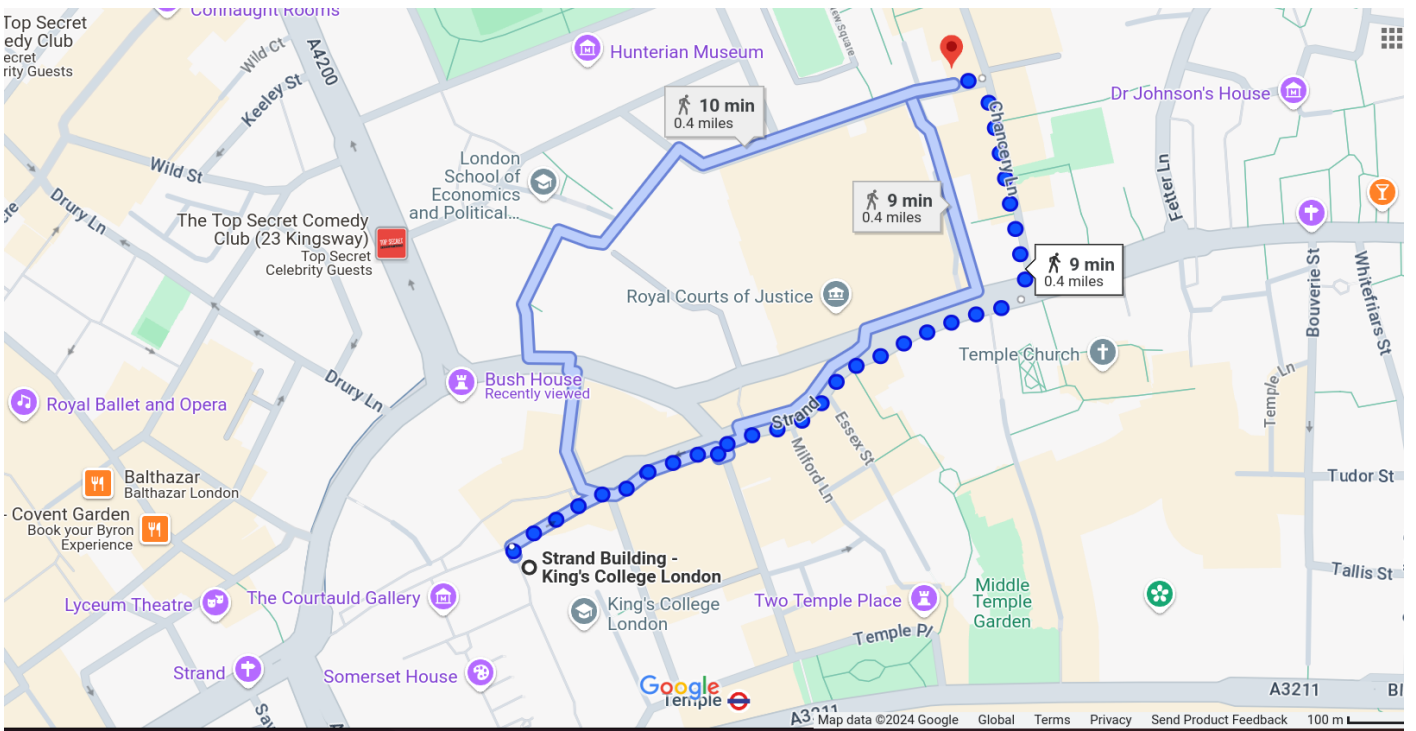 Connaught Rooms
Top Secret
edy Club
ecret
rity Guests
A4200
Wild Ct
Keeley St
Hunterian Museum
New Square
10 min
0.4 miles
Chancery Ln
Dr Johnson's House
Wild St
Drury Ln
London
School of
Economics
and Political...
9 min
0.4 miles
Fetter Ln
The Top Secret Comedy
Club (23 Kingsway)
Top Secret
Celebrity Guests
TOP SECRET
Royal Courts of Justice
9 min
0.4 miles
Bouverie St
Whitefriars St
Temple Church
Temple Ln
Drury Ln
Bush House
Recently viewed
Royal Ballet and Opera
Strand
Essex St
Milford Ln
Balthazar
Balthazar London
Tudor St
- Covent Garden
Book your Byron
Experience
Strand Building -
King's College London
Tallis St
Lyceum Theatre
The Courtauld Gallery
King's College
London
Two Temple Place
Middle
Temple
Garden
Temple Pl
Strand
Somerset House
Google
Temple
A3211
Bl
Sav
A
A3211
Map data ©2024 Google
Global
Terms
Privacy
Send Product Feedback
100 m